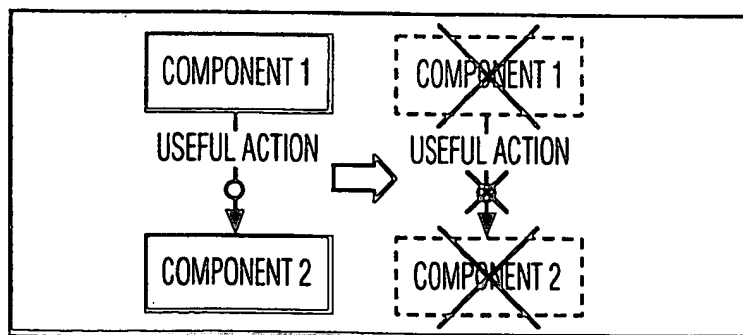 COMPONENT 1
COMPONENT 1
USEFUL ACTION
USEFUL ACTION
COMPONENT 2
COMPONENT 2